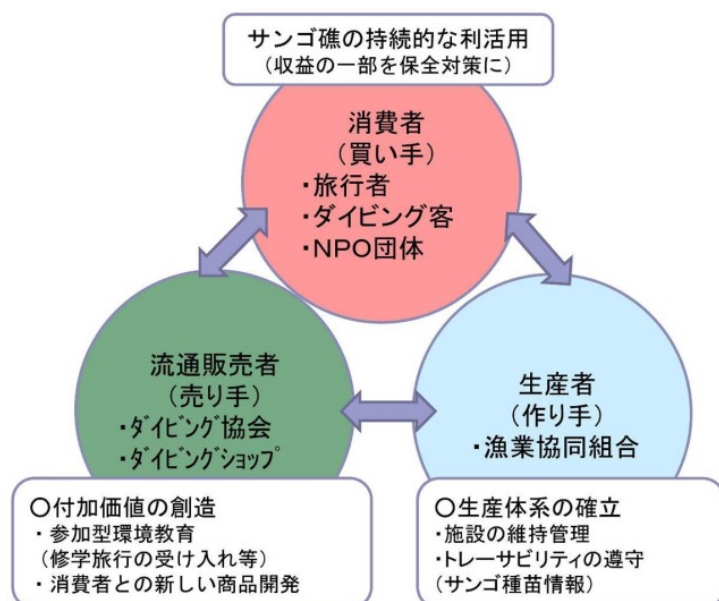 サンゴ礁の持続的な利活用
(収益の一部を保全対策に)
消費者
(買い手)
・旅行者
・ダイビング客
・NPO団体
流通販売者
(売り手)
・ﾀﾞｲﾋﾞﾝｸﾞ協会
・ﾀﾞｲﾋﾞﾝｸﾞｼｮｯﾌﾟ
生産者
(作り手)
・漁業協同組合
〇付加価値の創造
・参加型環境教育
(修学旅行の受け入れ等)
・消費者との新しい商品開発
〇生産体系の確立
・施設の維持管理
・トレーサビリティの遵守
(サンゴ種苗情報)